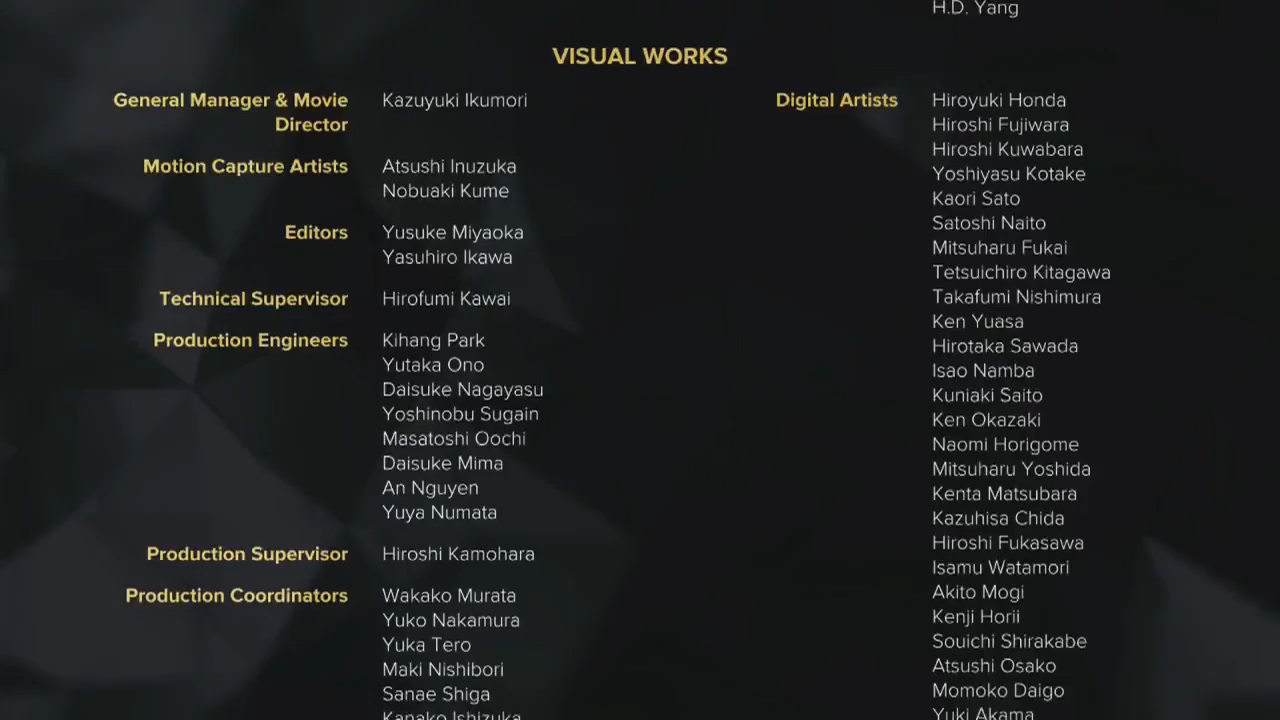 H.D. Yang
VISUAL WORKS
General Manager & Movie
Director
Kazuyuki Ikumori
Motion Capture Artists
Atsushi Inuzuka
Nobuaki Kume
Editors
Yusuke Miyaoka
Yasuhiro Ikawa
Technical Supervisor
Hirofumi Kawai
Production Engineers
Kihang Park
Yutaka Ono
Daisuke Nagayasu
Yoshinobu Sugain
Masatoshi Oochi
Daisuke Mima
An Nguyen
Yuya Numata
Production Supervisor
Hiroshi Kamohara
Production Coordinators
Wakako Murata
Yuko Nakamura
Yuka Tero
Maki Nishibori
Sanae Shiga
Kanako Ishizuka
Digital Artists
Hiroyuki Honda
Hiroshi Fujiwara
Hiroshi Kuwabara
Yoshiyasu Kotake
Kaori Sato
Satoshi Naito
Mitsuharu Fukai
Tetsuichiro Kitagawa
Takafumi Nishimura
Ken Yuasa
Hirotaka Sawada
Isao Namba
Kuniaki Saito
Ken Okazaki
Naomi Horigome
Mitsuharu Yoshida
Kenta Matsubara
Kazuhisa Chida
Hiroshi Fukasawa
Isamu Watamori
Akito Mogi
Kenji Horii
Souichi Shirakabe
Atsushi Osako
Momoko Daigo
Yuki Akama